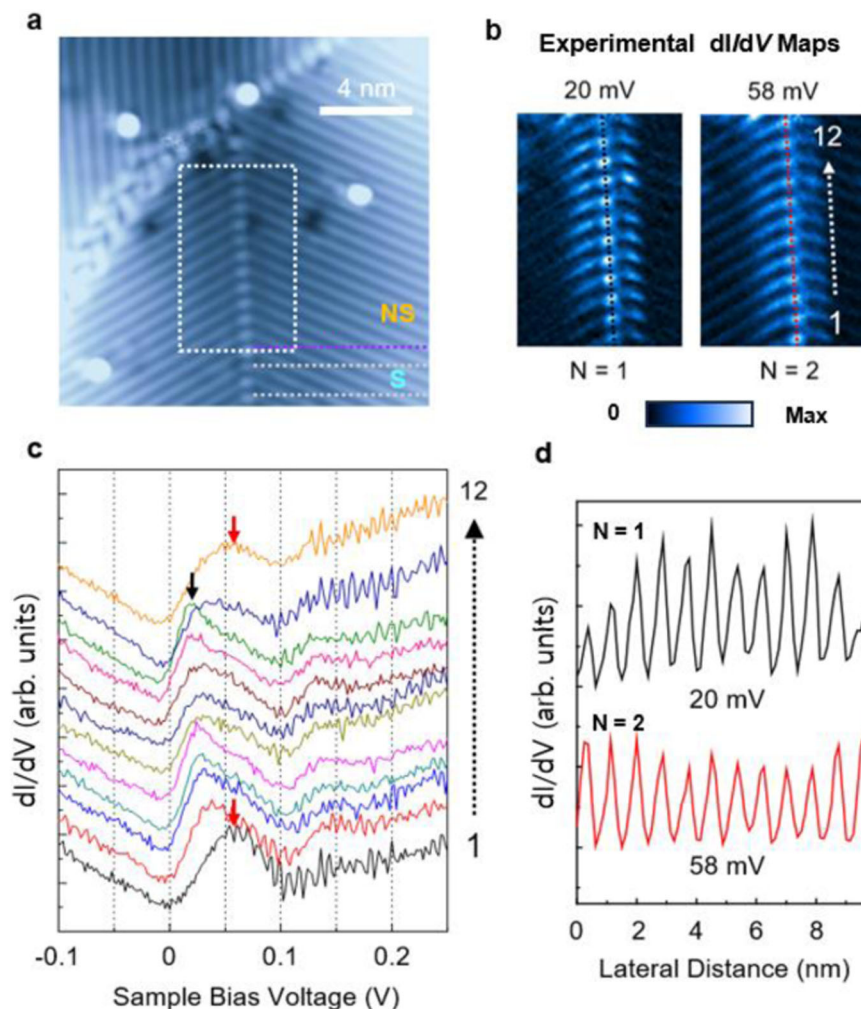 a
4 nm
NS
S
b
Experimental dI/dV Maps
20 mV
58 mV
12
1
N = 1
N = 2
0
Max
c
dI/dV (arb. units)
12
1
-0.1
0
0.1
0.2
Sample Bias Voltage (V)
d
dI/dV (arb. units)
N = 1
20 mV
N = 2
58 mV
0
2
4
6
8
Lateral Distance (nm)